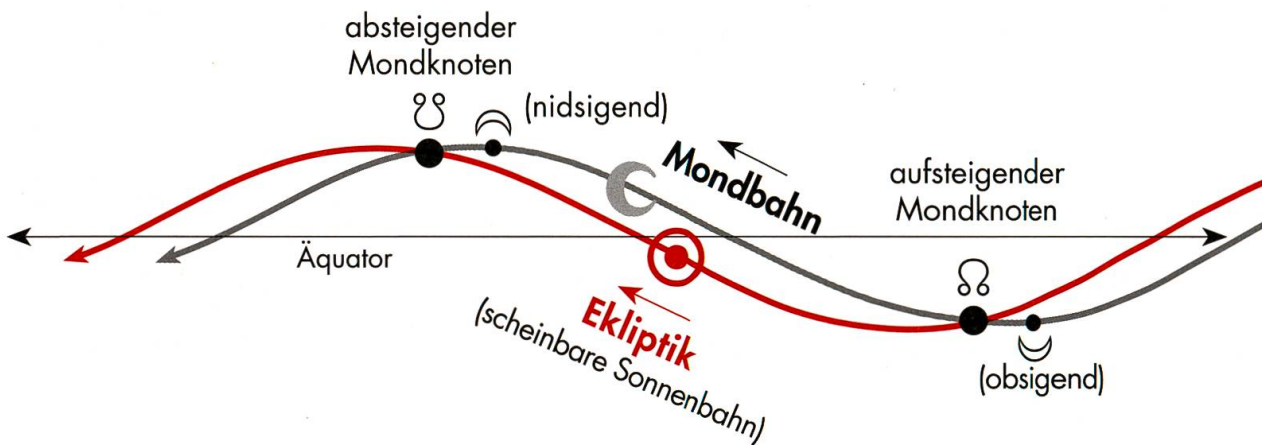 absteigender
Mondknoten
☋
(nidsigend)
Mondbahn
aufsteigender
Mondknoten
Äquator
☊
Ekliptik
(scheinbare Sonnenbahn)
(obsigend)